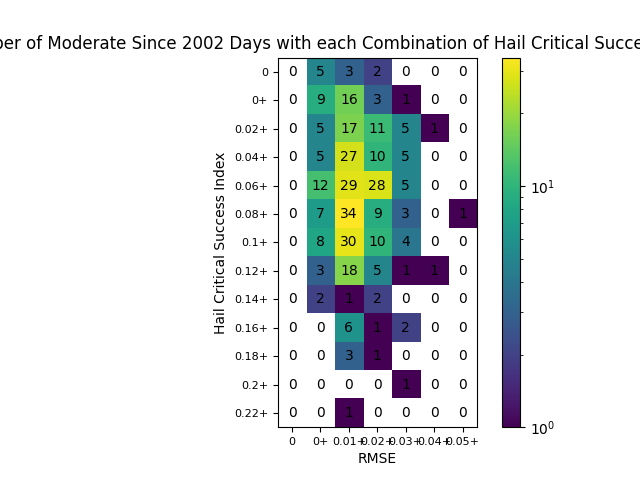 of Moderate Since 2002 Days with each Combination of Hail Critical
0 0 5 3 2 0 0 0
0+ 0 9 16 3 1 0 0
0.02+ 0 5 17 11 5 1 0
0.04+ 0 5 27 10 5 0 0
0.06+ 0 12 29 28 5 0 0
0.08+ 0 7 34 9 3 0 1
0.1+ 0 8 30 10 4 0 0
0.12+ 0 3 18 5 1 1 0
0.14+ 0 2 1 2 0 0 0
0.16+ 0 0 6 1 2 0 0
0.18+ 0 0 3 1 0 0 0
0.2+ 0 0 0 0 1 0 0
0.22+ 0 0 1 0 0 0 0
0 0+ 0.01+ 0.02+ 0.03+ 0.04+ 0.05+
RMSE
Hail Critical Success Index
10¹
10⁰